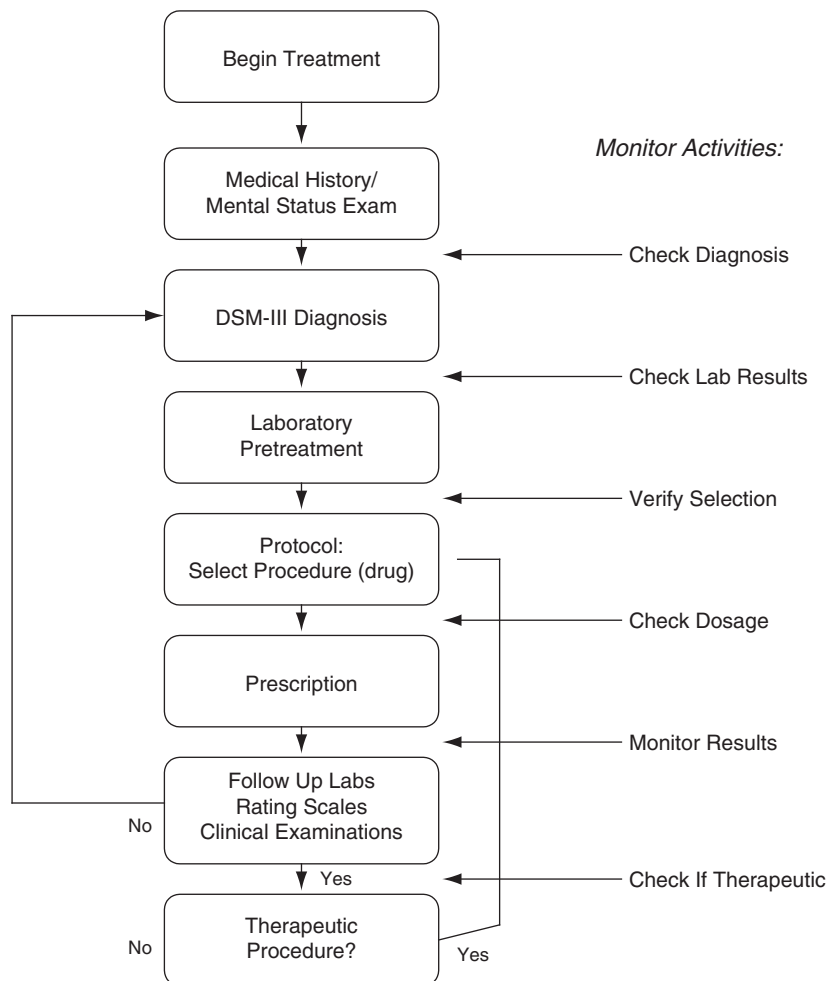 Begin Treatment
Monitor Activities:
Medical History/
Mental Status Exam
Check Diagnosis
DSM-III Diagnosis
Check Lab Results
Laboratory
Pretreatment
Verify Selection
Protocol:
Select Procedure (drug)
Check Dosage
Prescription
Monitor Results
Follow Up Labs
Rating Scales
Clinical Examinations
No
Yes
Check If Therapeutic
Therapeutic
Procedure?
No
Yes